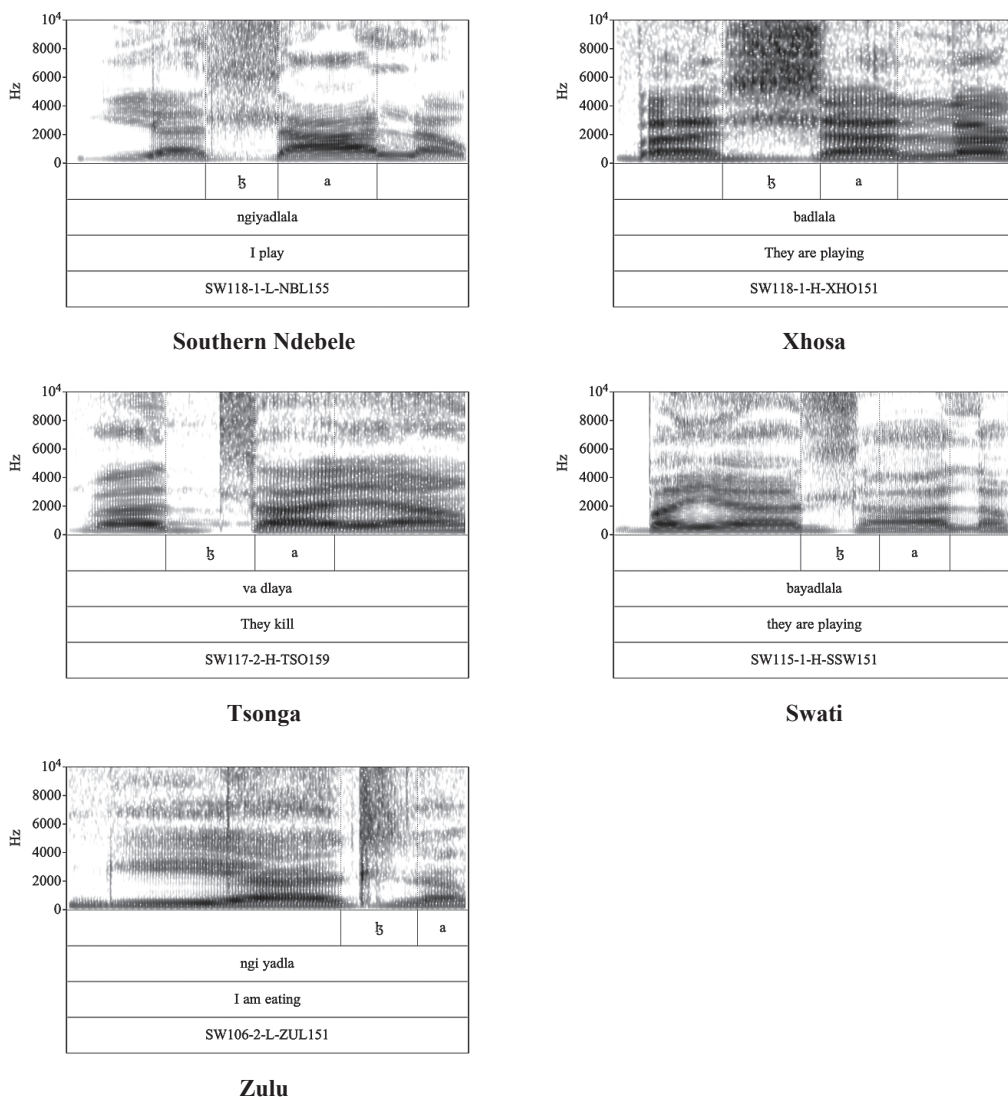 10⁴
8000
6000
4000
2000
0
Hz
ɮ a
ngiyadlala
I play
SW118-1-L-NBL155
Southern Ndebele
10⁴
8000
6000
4000
2000
0
Hz
ɮ a
badlala
They are playing
SW118-1-H-XHO151
Xhosa
10⁴
8000
6000
4000
2000
0
Hz
ɮ a
va dlaya
They kill
SW117-2-H-TSO159
Tsonga
10⁴
8000
6000
4000
2000
0
Hz
ɮ a
bayadlala
they are playing
SW115-1-H-SSW151
Swati
10⁴
8000
6000
4000
2000
0
Hz
ɮ a
ngi yadla
I am eating
SW106-2-L-ZUL151
Zulu